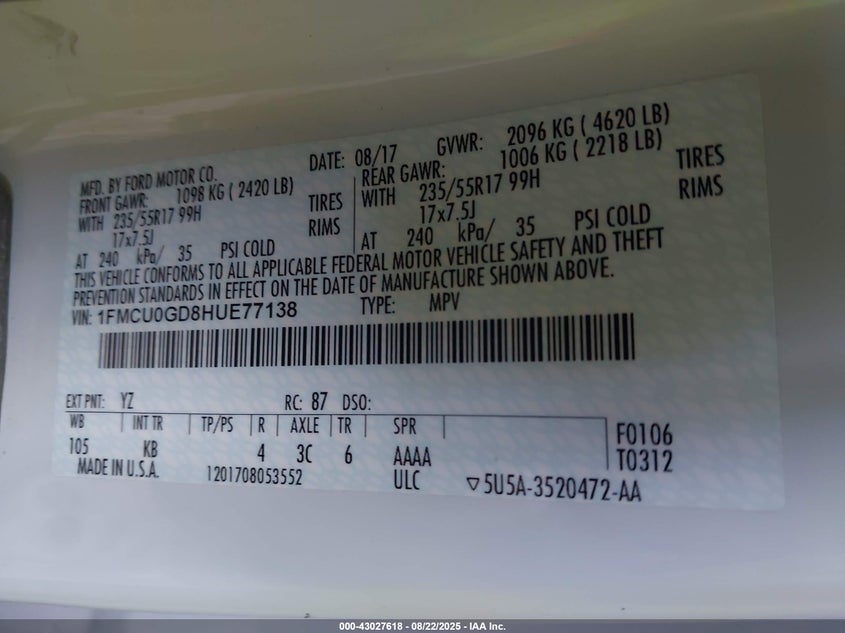 MFD. BY FORD MOTOR CO. DATE: 08/17 GVWR: 2096 KG ( 4620 LB)
FRONT GAWR: 1098 KG ( 2420 LB) REAR GAWR: 1006 KG ( 2218 LB)
WITH 235/55R17 99H TIRES WITH 235/55R17 99H TIRES
17x7.5J RIMS 17x7.5J RIMS
AT 240 kPa/ 35 PSI COLD AT 240 kPa/ 35 PSI COLD
THIS VEHICLE CONFORMS TO ALL APPLICABLE FEDERAL MOTOR VEHICLE SAFETY AND THEFT
PREVENTION STANDARDS IN EFFECT ON THE DATE OF MANUFACTURE SHOWN ABOVE.
VIN: 1FMCU0GD8HUE77138 TYPE: MPV
EXT PNT: YZ RC: 87 DSO:
WB INT TR TP/PS R AXLE TR SPR F0106
105 KB 4 3C 6 AAAA T0312
MADE IN U.S.A. 1201708053552 ULC ▽5U5A-3520472-AA
000-43027618 - 08/22/2025 - IAA Inc.